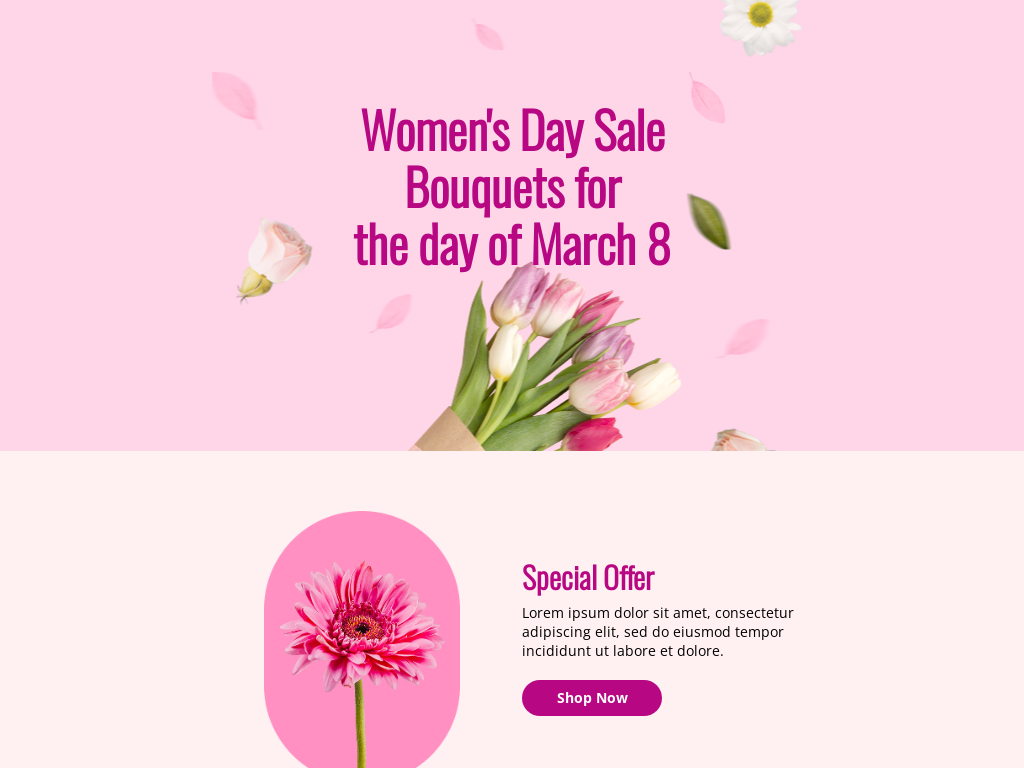 Women's Day Sale
Bouquets for
the day of March 8
Special Offer
Lorem ipsum dolor sit amet, consectetur
adipiscing elit, sed do eiusmod tempor
incididunt ut labore et dolore.
Shop Now